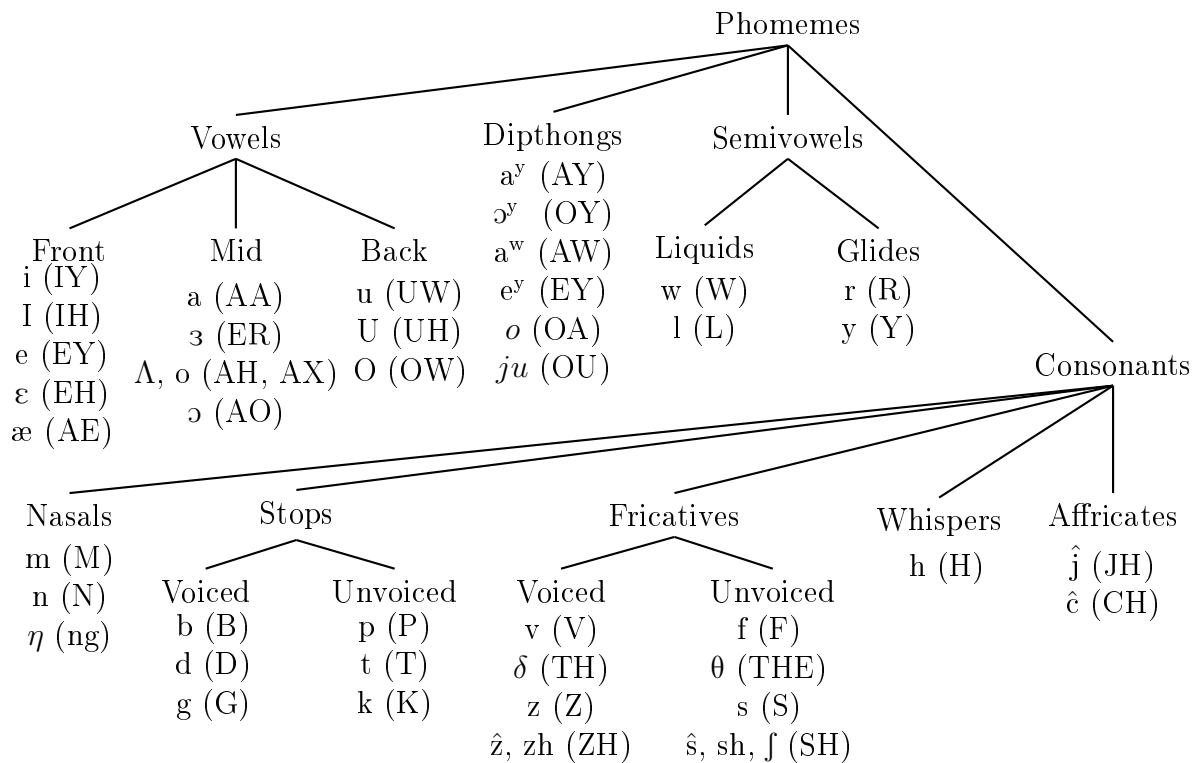 Phomemes
Vowels
Dipthongs
Semivowels
aʸ (AY)
ɔʸ (OY)
aʷ (AW)
eʸ (EY)
o (OA)
ju (OU)
Front
i (IY)
I (IH)
e (EY)
ε (EH)
æ (AE)
Mid
a (AA)
ɜ (ER)
Λ, o (AH, AX)
ɔ (AO)
Back
u (UW)
U (UH)
O (OW)
Liquids
w (W)
l (L)
Glides
r (R)
y (Y)
Consonants
Nasals
m (M)
n (N)
η (ng)
Stops
Voiced
b (B)
d (D)
g (G)
Unvoiced
p (P)
t (T)
k (K)
Fricatives
Voiced
v (V)
δ (TH)
z (Z)
ẑ, zh (ZH)
Unvoiced
f (F)
θ (THE)
s (S)
ŝ, sh, ∫ (SH)
Whispers
h (H)
Affricates
ĵ (JH)
ĉ (CH)